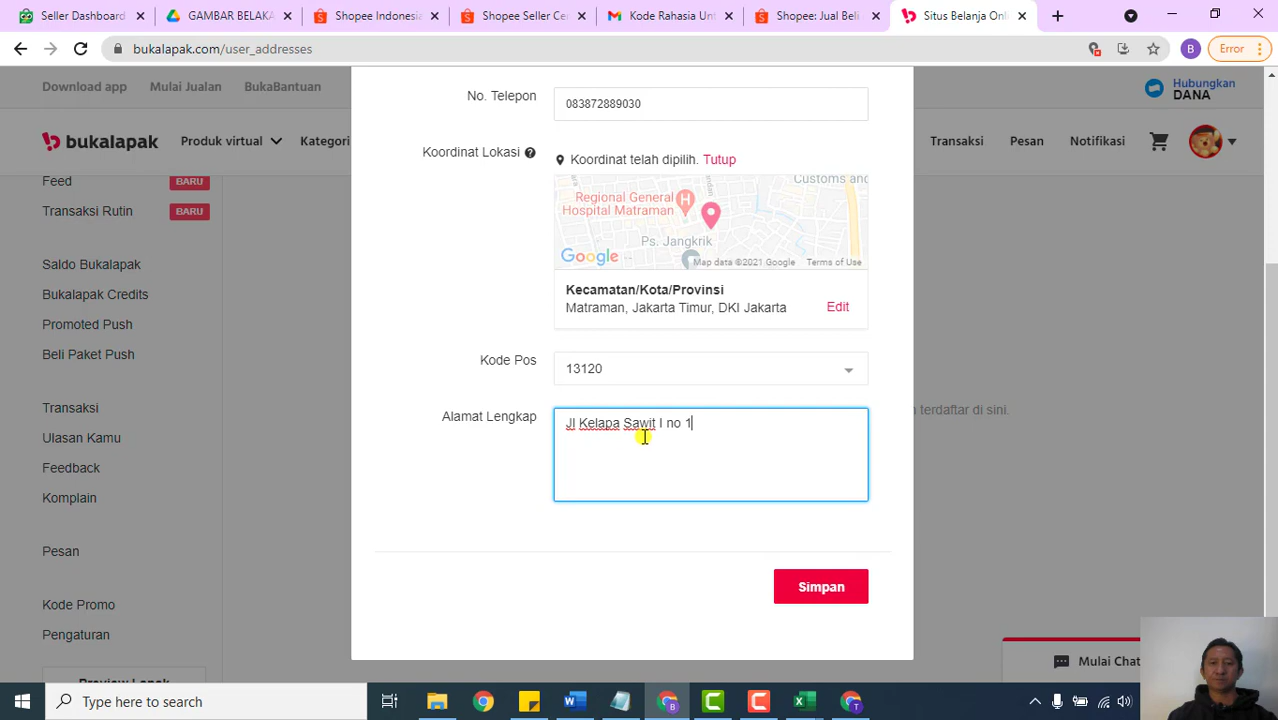 Seller Dashboard
GAMBAR BELAKA
Shopee Indonesia
Shopee Seller Cen
Kode Rahasia Un
Shopee: Jual Beli
Situs Belanja Onl
bukalapak.com/user_addresses
B
Error
Download app
Mulai Jualan
BukaBantuan
Hubungkan
DANA
bukalapak
Produk virtual
Kategori
Transaksi
Pesan
Notifikasi
Feed
BARU
Transaksi Rutin
BARU
Saldo Bukalapak
Bukalapak Credits
Promoted Push
Beli Paket Push
Transaksi
Ulasan Kamu
Feedback
Komplain
Pesan
Kode Promo
Pengaturan
Preview Lapak
No. Telepon
083872889030
Koordinat Lokasi
Koordinat telah dipilih. Tutup
Customs and
Regional General
Hospital Matraman
Ps. Jangkrik
Google
Map data ©2021 Google
Terms of Use
Kecamatan/Kota/Provinsi
Matraman, Jakarta Timur, DKI Jakarta
Edit
Kode Pos
13120
Alamat Lengkap
Jl Kelapa Sawit I no 1
terdaftar di sini.
Simpan
Mulai Chat
Type here to search